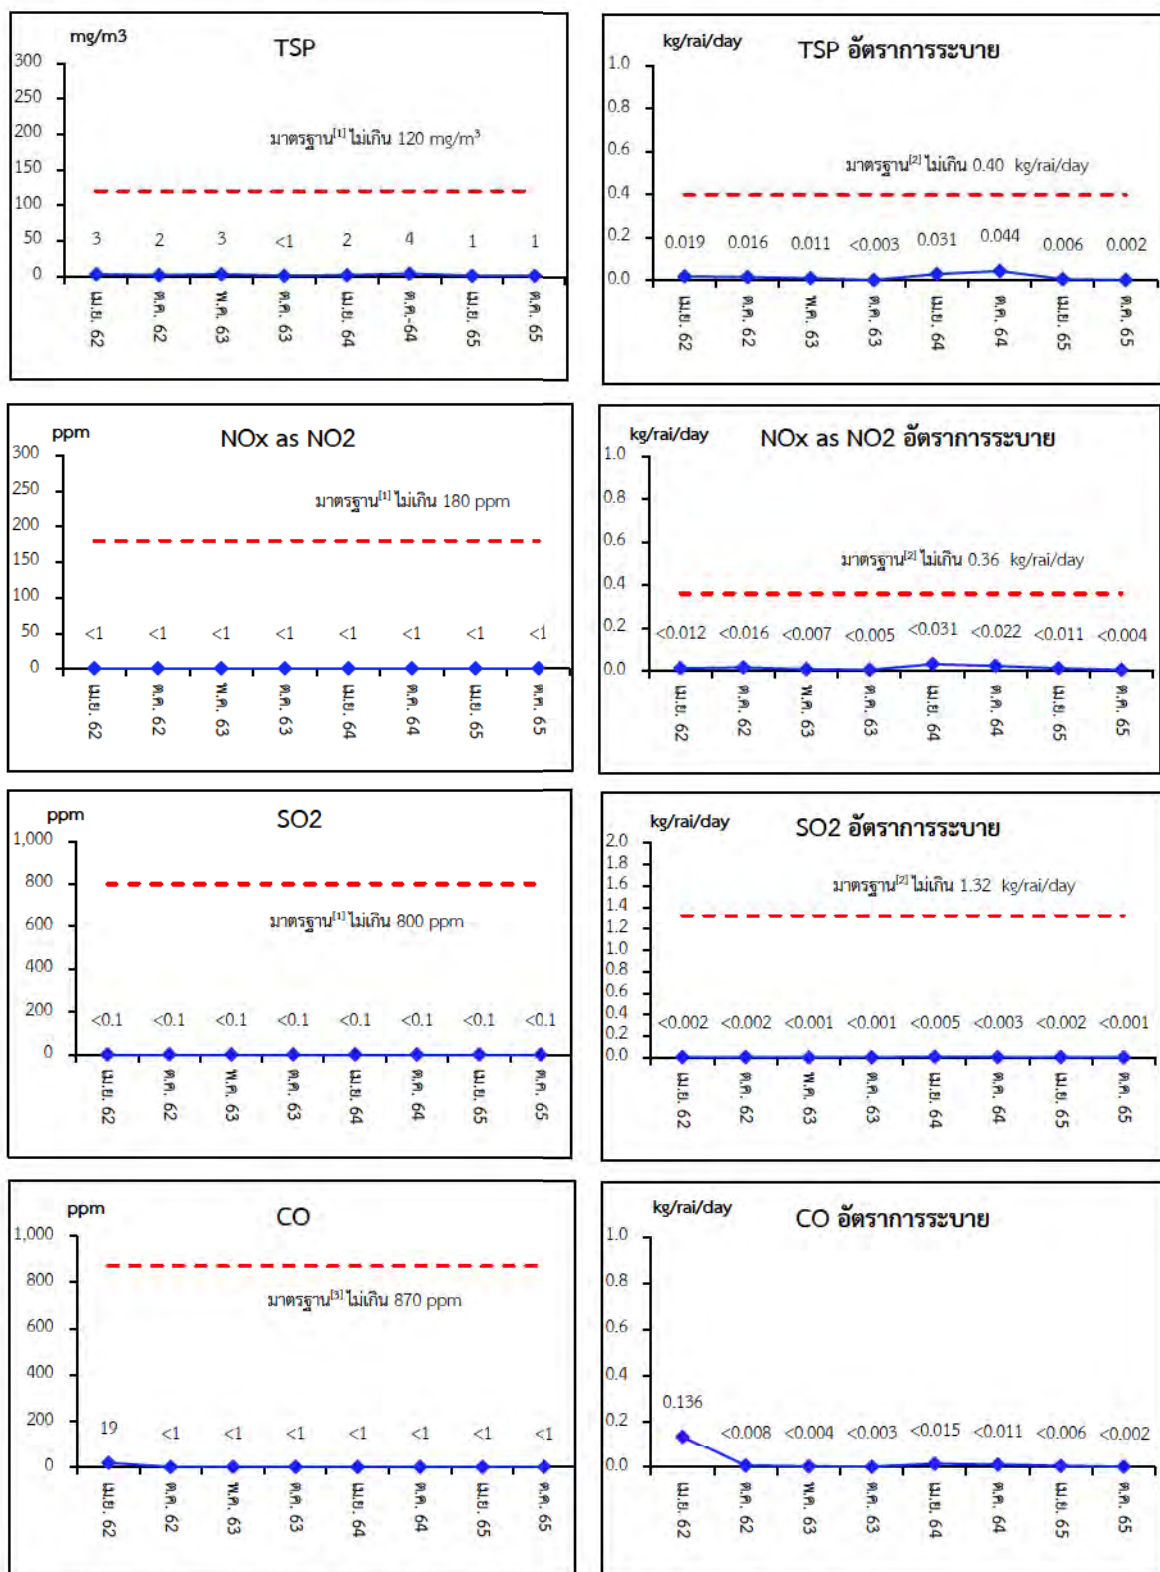 mg/m3
TSP
300
250
200
มาตรฐาน[1] ไม่เกิน 120 mg/m³
150
100
3 2 3 <1 2 4 1 1
50
0
เม.ย. 62 ต.ค. 62 พ.ค. 63 ต.ค. 63 เม.ย. 64 ต.ค.-64 เม.ย. 65 ต.ค. 65
kg/rai/day
TSP อัตราการระบาย
1.0
0.8
0.6
มาตรฐาน[2] ไม่เกิน 0.40 kg/rai/day
0.4
0.2
0.019 0.016 0.011 <0.003 0.031 0.044 0.006 0.002
0.0
เม.ย. 62 ต.ค. 62 พ.ค. 63 ต.ค. 63 เม.ย. 64 ต.ค. 64 เม.ย. 65 ต.ค. 65
ppm
NOx as NO2
300
250
มาตรฐาน[1] ไม่เกิน 180 ppm
200
150
100
50
<1 <1 <1 <1 <1 <1 <1 <1
0
เม.ย. 62 ต.ค. 62 พ.ค. 63 ต.ค. 63 เม.ย. 64 ต.ค. 64 เม.ย. 65 ต.ค. 65
kg/rai/day
NOx as NO2 อัตราการระบาย
1.0
0.8
0.6
มาตรฐาน[2] ไม่เกิน 0.36 kg/rai/day
0.4
0.2
<0.012 <0.016 <0.007 <0.005 <0.031 <0.022 <0.011 <0.004
0.0
เม.ย. 62 ต.ค. 62 พ.ค. 63 ต.ค. 63 เม.ย. 64 ต.ค. 64 เม.ย. 65 ต.ค. 65
ppm
SO2
1,000
800
มาตรฐาน[1] ไม่เกิน 800 ppm
600
400
200
<0.1 <0.1 <0.1 <0.1 <0.1 <0.1 <0.1 <0.1
0
เม.ย. 62 ต.ค. 62 พ.ค. 63 ต.ค. 63 เม.ย. 64 ต.ค. 64 เม.ย. 65 ต.ค. 65
kg/rai/day
SO2 อัตราการระบาย
2.0
1.8
1.6
มาตรฐาน[2] ไม่เกิน 1.32 kg/rai/day
1.4
1.2
1.0
0.8
0.6
0.4
<0.002 <0.002 <0.001 <0.001 <0.005 <0.003 <0.002 <0.001
0.2
0.0
เม.ย. 62 ต.ค. 62 พ.ค. 63 ต.ค. 63 เม.ย. 64 ต.ค. 64 เม.ย. 65 ต.ค. 65
ppm
CO
1,000
800
มาตรฐาน[3] ไม่เกิน 870 ppm
600
400
200
19 <1 <1 <1 <1 <1 <1 <1
0
เม.ย. 62 ต.ค. 62 พ.ค. 63 ต.ค. 63 เม.ย. 64 ต.ค. 64 เม.ย. 65 ต.ค. 65
kg/rai/day
CO อัตราการระบาย
1.0
0.8
0.6
0.4
0.2
0.136 <0.008 <0.004 <0.003 <0.015 <0.011 <0.006 <0.002
0.0
เม.ย. 62 ต.ค. 62 พ.ค. 63 ต.ค. 63 เม.ย. 64 ต.ค. 64 เม.ย. 65 ต.ค. 65